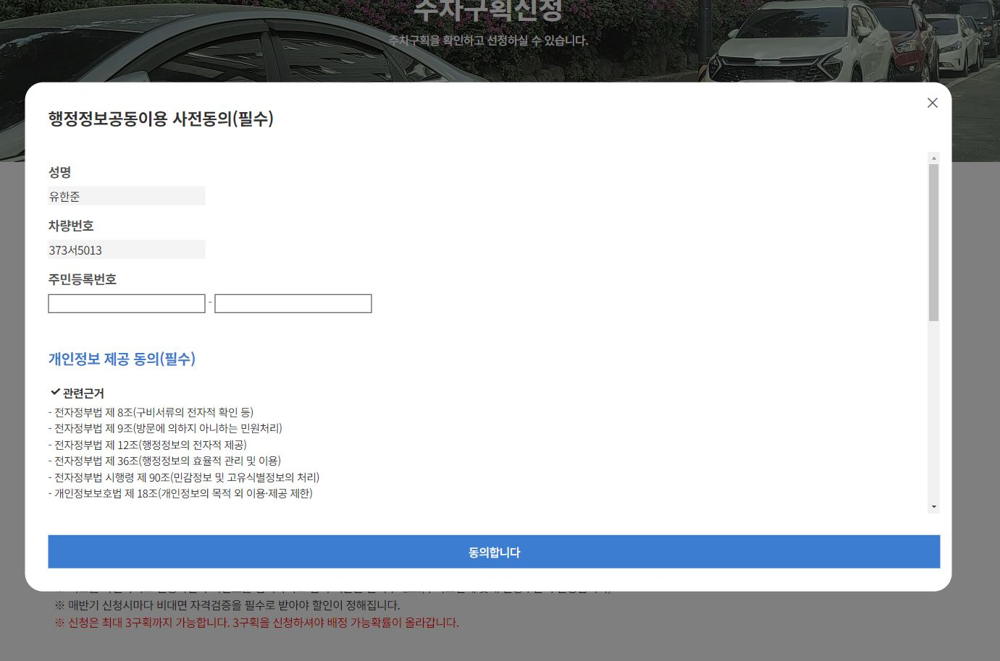 주차구획신청
주차구획을 확인하고 선정하실 수 있습니다.
행정정보공동이용 사전동의(필수)
성명
유한준
차량번호
373서5013
주민등록번호
-
개인정보 제공 동의(필수)
관련근거
- 전자정부법 제 8조(구비서류의 전자적 확인 등)
- 전자정부법 제 9조(방문에 의하지 아니하는 민원처리)
- 전자정부법 제 12조(행정정보의 전자적 제공)
- 전자정부법 제 36조(행정정보의 효율적 관리 및 이용)
- 전자정부법 시행령 제 90조(민감정보 및 고유식별정보의 처리)
- 개인정보보호법 제 18조(개인정보의 목적 외 이용·제공 제한)
동의합니다
※ 매반기 신청시마다 비대면 자격검증을 필수로 받아야 할인이 정해집니다.
※ 신청은 최대 3구획까지 가능합니다. 3구획을 신청하셔야 배정 가능확률이 올라갑니다.